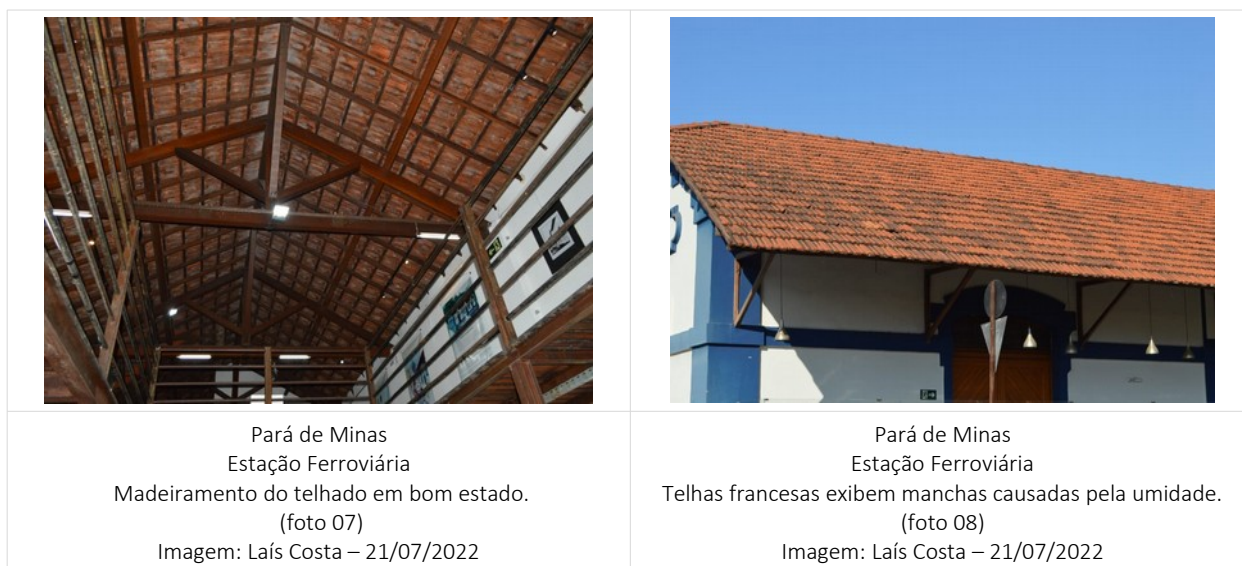 Pará de Minas
Estação Ferroviária
Madeiramento do telhado em bom estado.
(foto 07)
Imagem: Laís Costa – 21/07/2022
Pará de Minas
Estação Ferroviária
Telhas francesas exibem manchas causadas pela umidade.
(foto 08)
Imagem: Laís Costa – 21/07/2022